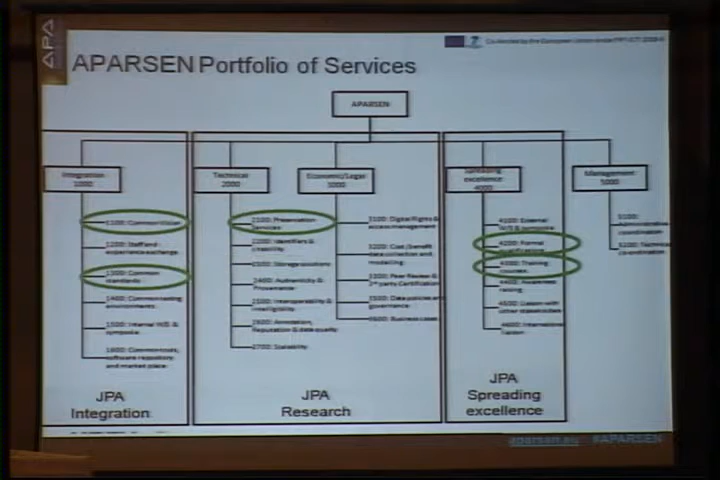 APA
Co-funded by the European Union under FP7-ICT-2009-6
APARSEN Portfolio of Services
APARSEN
Integration
1000
Technical
2000
Economic/Legal
3000
Spreading
excellence
4000
Management
5000
1100: Common vision
1200: Staff and
experience exchange
1300: Common
standards
1400: Common testing
environments
1500: Internal W/S &
symposia
1600: Common tools,
software repository
and market place
2100: Preservation
Services
2200: Identifiers &
citability
2300: Storage solutions
2400: Authenticity &
Provenance
2500: Interoperability &
intelligibility
2600: Annotation,
Reputation & data quality
2700: Scalability
3100: Digital Rights &
access management
3200: Cost / benefit
data collection and
modelling
3300: Peer Review &
3rd party Certification
3500: Data policies
governance
3600: Business cases
4100: External
W/S & symposia
4200: Formal
4300: Training
courses
4400: Awareness
raising
4500: Liaison with
other stakeholders
4600: International
liaison
5100:
Administrative
coordination
5200: Technical
co-ordination
JPA
Integration
JPA
Research
JPA
Spreading
excellence
aparsen.eu #APARSEN